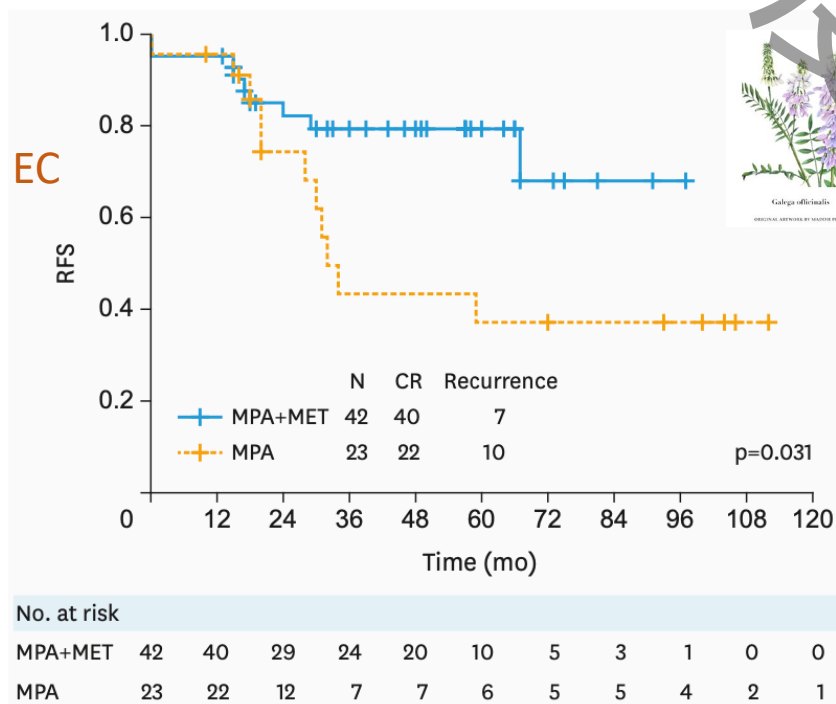 1.0
0.8
EC
0.6
RFS
0.4
0.2
N CR Recurrence
MPA+MET 42 40 7
MPA 23 22 10
p=0.031
0 12 24 36 48 60 72 84 96 108 120
Time (mo)
Galega officinalis
No. at risk
MPA+MET 42 40 29 24 20 10 5 3 1 0 0
MPA 23 22 12 7 7 6 5 5 4 2 1